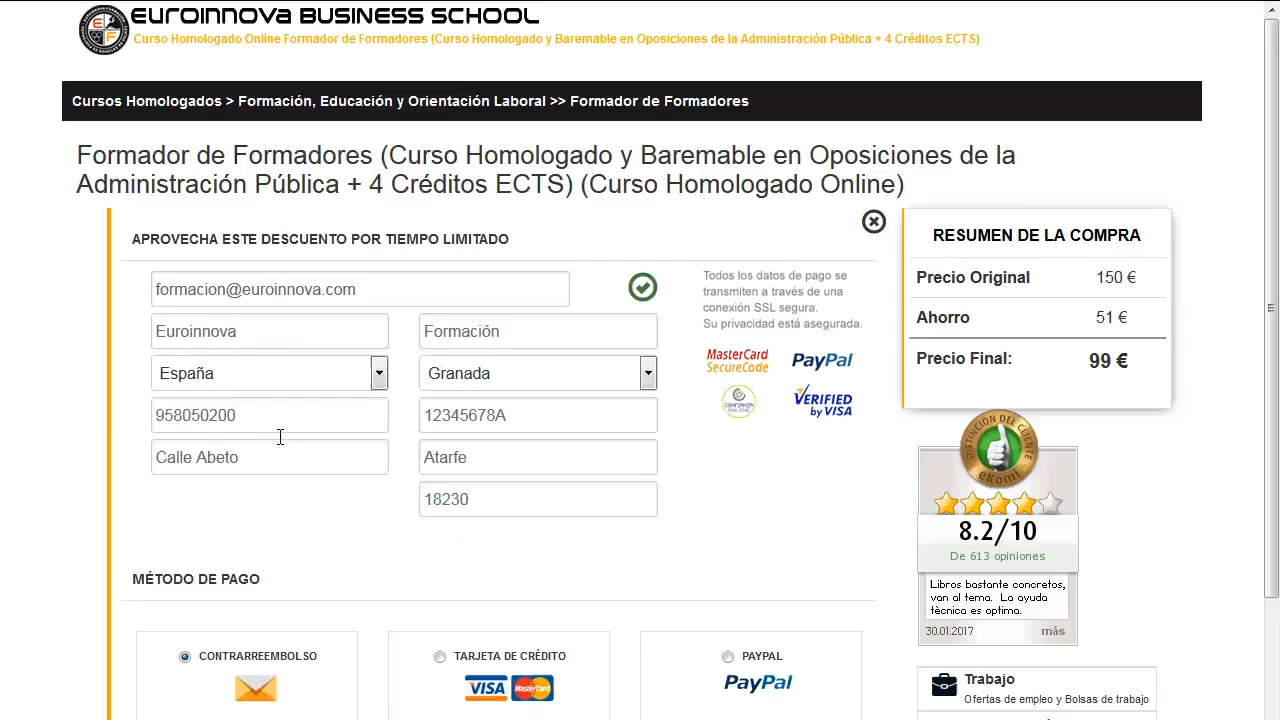 EUROINNOVA BUSINESS SCHOOL
Curso Homologado Online Formador de Formadores (Curso Homologado y Baremable en Oposiciones de la Administración Pública + 4 Créditos ECTS)
Cursos Homologados > Formación, Educación y Orientación Laboral >> Formador de Formadores
Formador de Formadores (Curso Homologado y Baremable en Oposiciones de la
Administración Pública + 4 Créditos ECTS) (Curso Homologado Online)
APROVECHA ESTE DESCUENTO POR TIEMPO LIMITADO
formacion@euroinnova.com
Euroinnova
Formación
España
Granada
958050200
12345678A
Calle Abeto
Atarfe
18230
Todos los datos de pago se
transmiten a través de una
conexión SSL segura.
Su privacidad está asegurada.
MasterCard
SecureCode
PayPal
CONFIANZA
ONLINE
VERIFIED
by VISA
MÉTODO DE PAGO
CONTRARREEMBOLSO
TARJETA DE CRÉDITO
VISA
MasterCard
PAYPAL
PayPal
RESUMEN DE LA COMPRA
Precio Original 150 €
Ahorro 51 €
Precio Final: 99 €
DISTINCIÓN DEL CLIENTE
eKomi
8.2/10
De 613 opiniones
Libros bastante concretos,
van al tema. La ayuda
tècnica es optima.
30.01.2017 más
Trabajo
Ofertas de empleo y Bolsas de trabajo